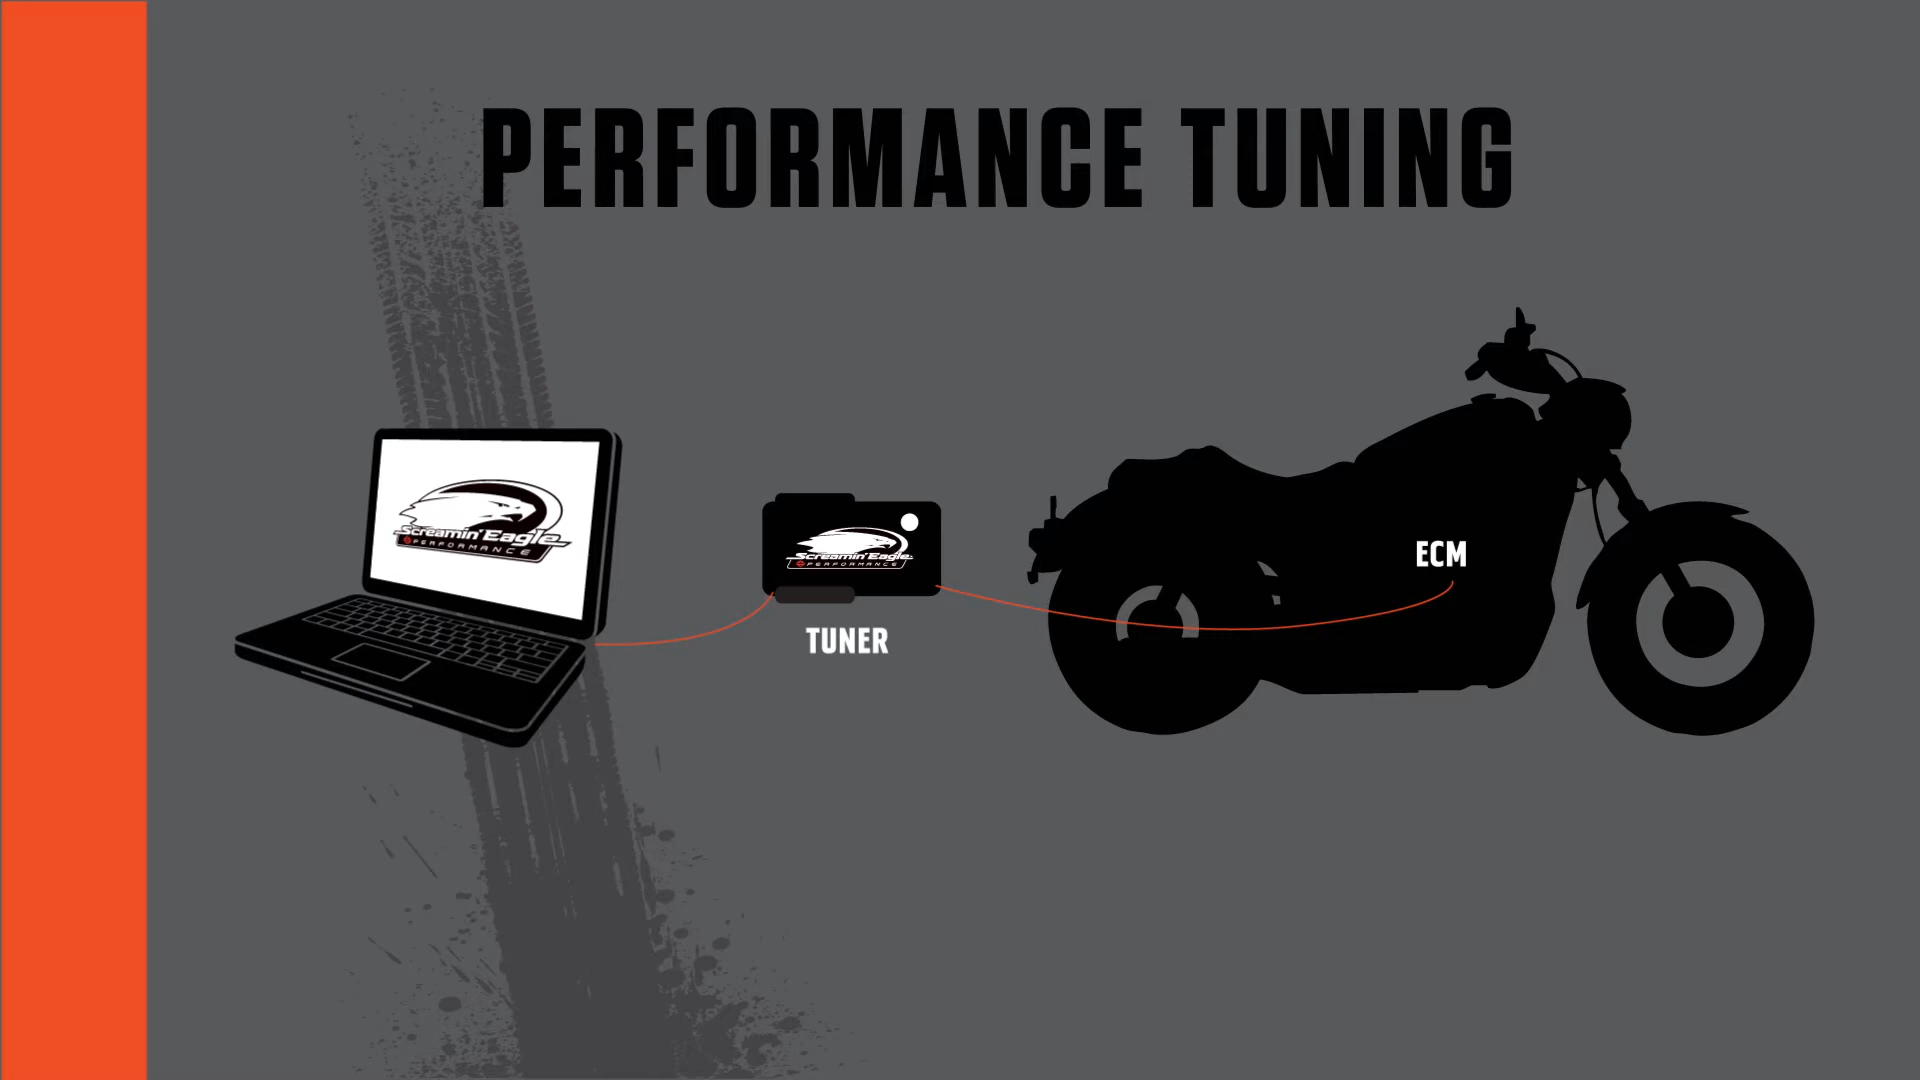 PERFORMANCE TUNING
Screamin' Eagle
PERFORMANCE
Screamin' Eagle
PERFORMANCE
TUNER
ECM